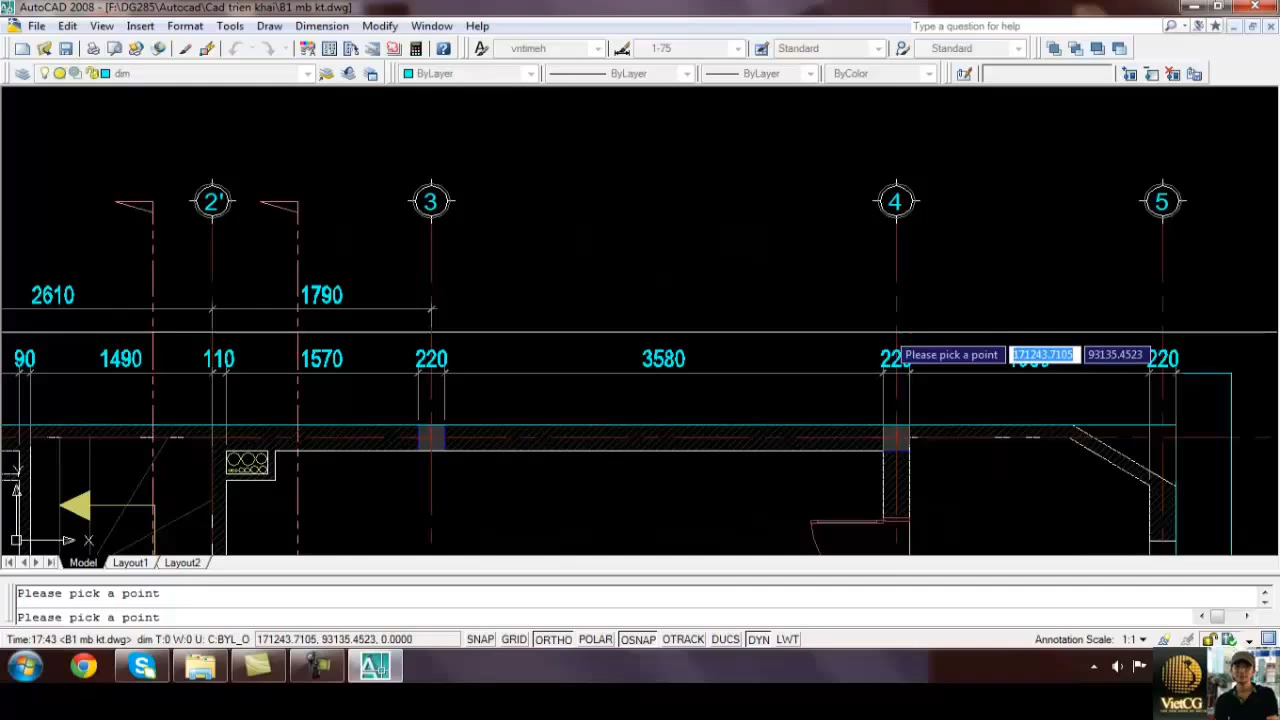 AutoCAD 2008 - [F:\DG285\Autocad\Cad trien khai\B1 mb kt.dwg]
File Edit View Insert Format Tools Draw Dimension Modify Window Help Type a question for help
vntimeh 1-75 Standard Standard
dim ByLayer ByLayer ByLayer ByColor
2' 3 4 5
2610 1790
90 1490 110 1570 220 3580 220 Please pick a point 171243.7105 93135.4523 220
X
Model Layout1 Layout2
Please pick a point
Please pick a point
Time:17:43 <B1 mb kt.dwg> dim T:0 W:0 U: C:BYL_O 171243.7105, 93135.4523, 0.0000 SNAP GRID ORTHO POLAR OSNAP OTRACK DUCS DYN LWT Annotation Scale: 1:1
VietCG